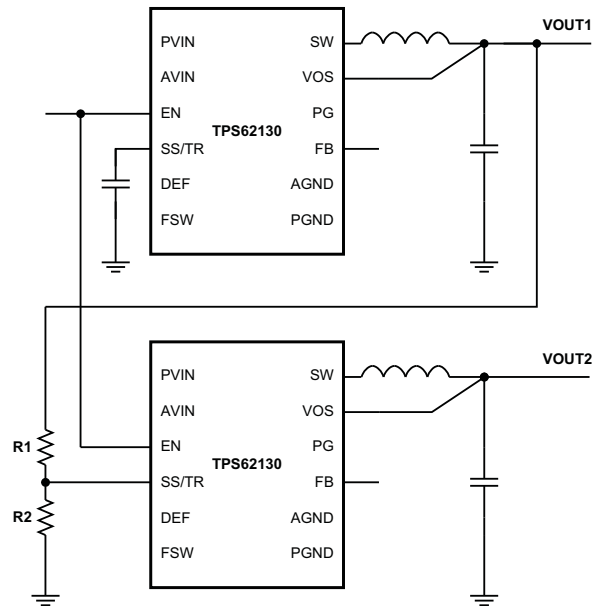 VOUT1
PVIN SW
AVIN VOS
EN PG
TPS62130
SS/TR FB
DEF AGND
FSW PGND
VOUT2
PVIN SW
AVIN VOS
R1 EN PG
TPS62130
SS/TR FB
R2 DEF AGND
FSW PGND